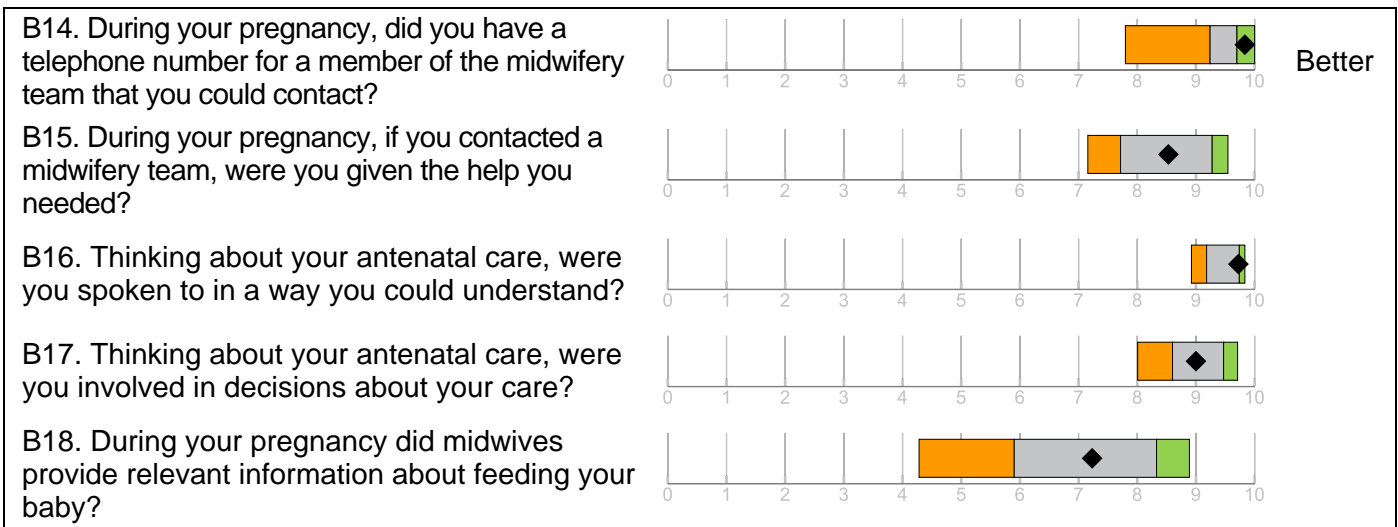 B14. During your pregnancy, did you have a
telephone number for a member of the midwifery
team that you could contact?
0 1 2 3 4 5 6 7 8 9 10
Better
B15. During your pregnancy, if you contacted a
midwifery team, were you given the help you
needed?
0 1 2 3 4 5 6 7 8 9 10
B16. Thinking about your antenatal care, were
you spoken to in a way you could understand?
0 1 2 3 4 5 6 7 8 9 10
B17. Thinking about your antenatal care, were
you involved in decisions about your care?
0 1 2 3 4 5 6 7 8 9 10
B18. During your pregnancy did midwives
provide relevant information about feeding your
baby?
0 1 2 3 4 5 6 7 8 9 10